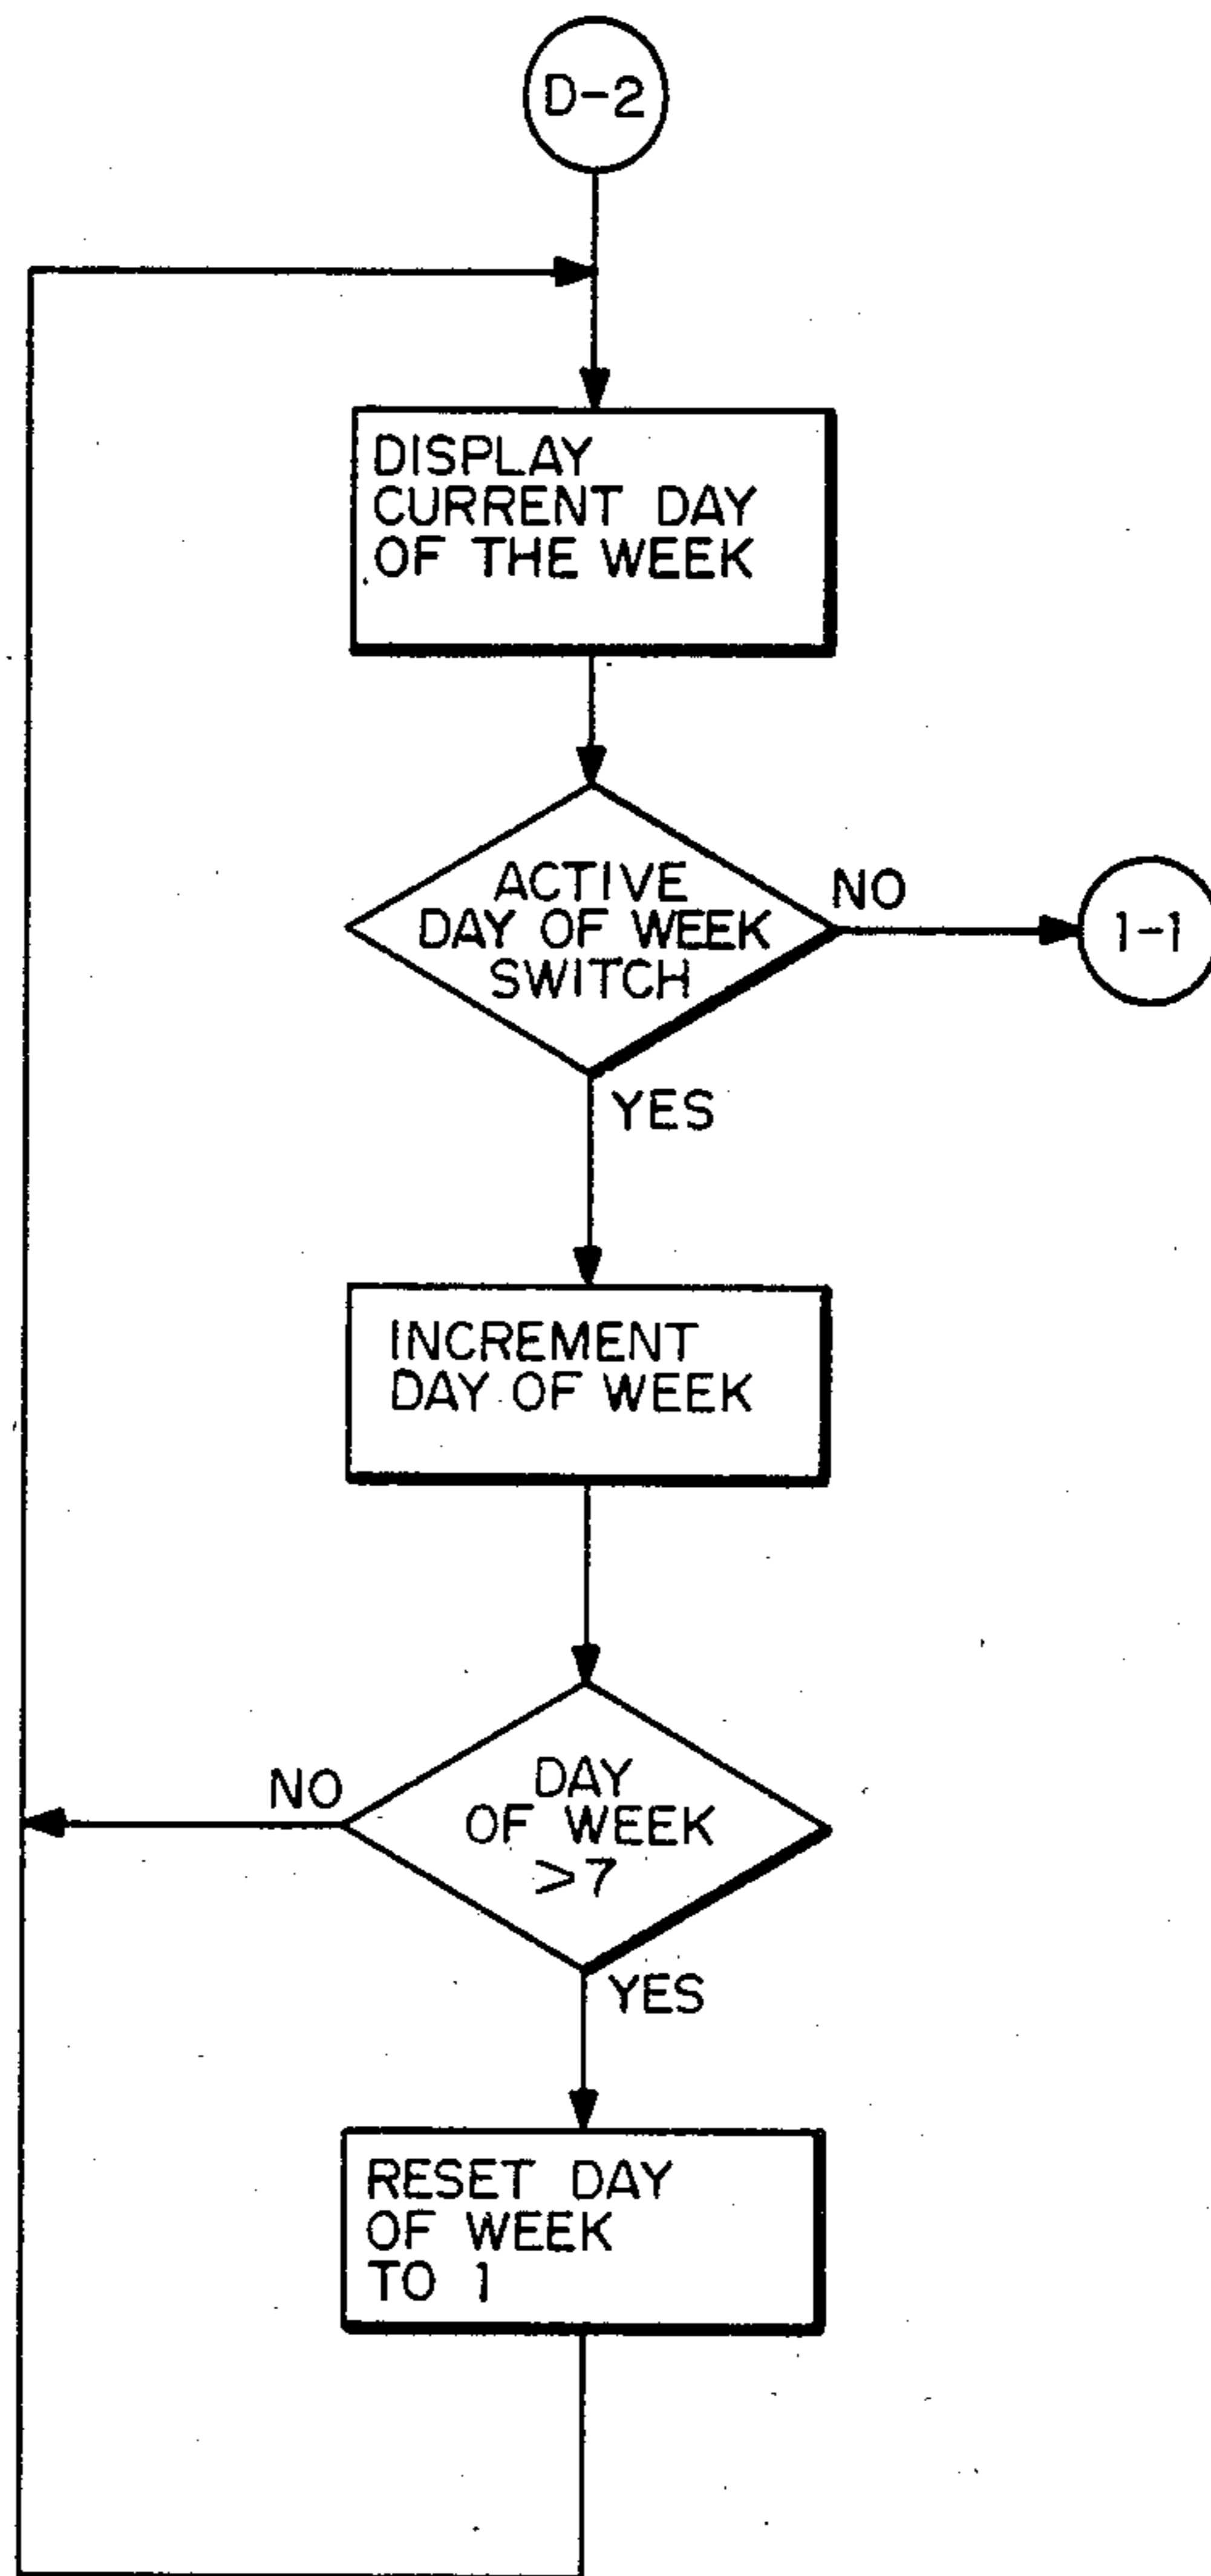 D-2
DISPLAY
CURRENT DAY
OF THE WEEK
ACTIVE
DAY OF WEEK
SWITCH
NO
1-1
YES
INCREMENT
DAY OF WEEK
DAY
OF WEEK
>7
NO
YES
RESET DAY
OF WEEK
TO 1